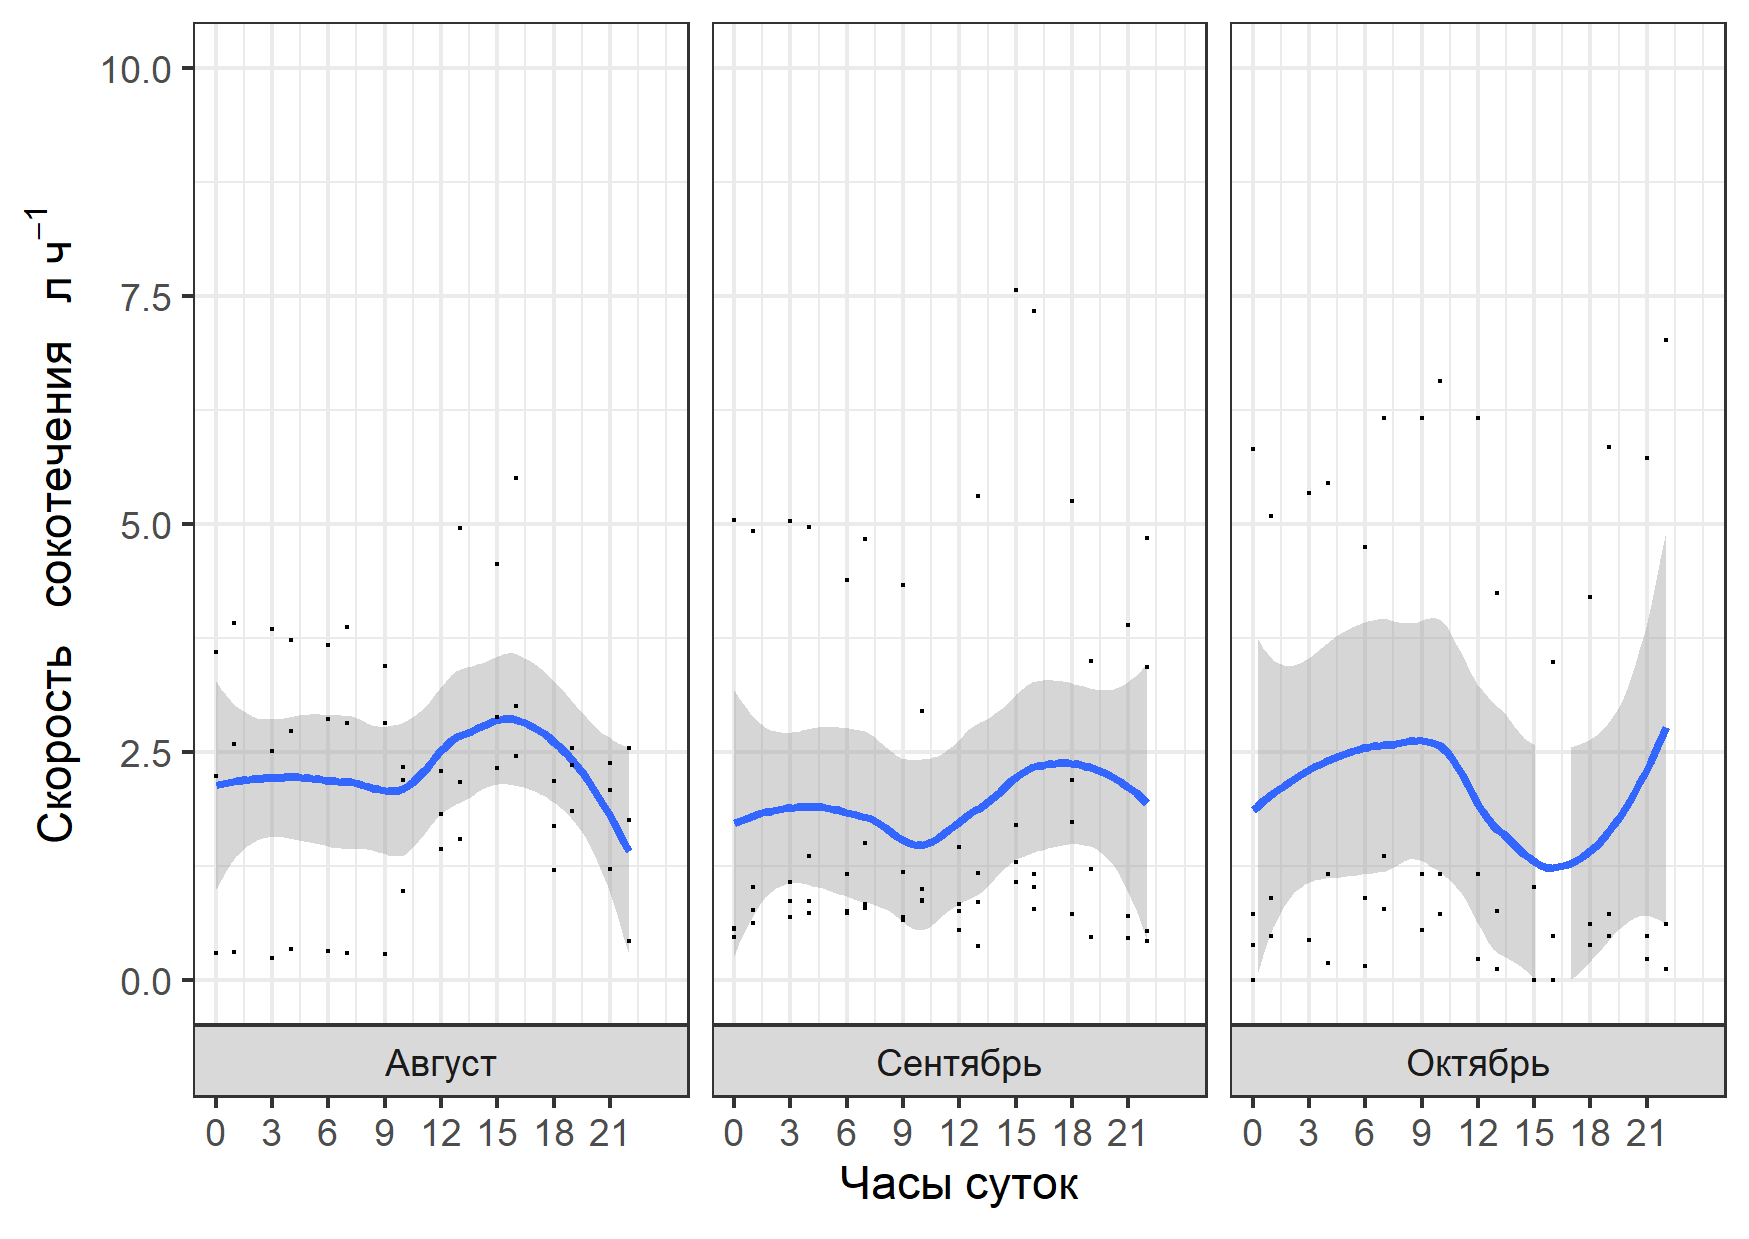 Скорость сокотечения л ч⁻¹
10.0
7.5
5.0
2.5
0.0
Август Сентябрь Октябрь
0 3 6 9 12 15 18 21 0 3 6 9 12 15 18 21 0 3 6 9 12 15 18 21
Часы суток